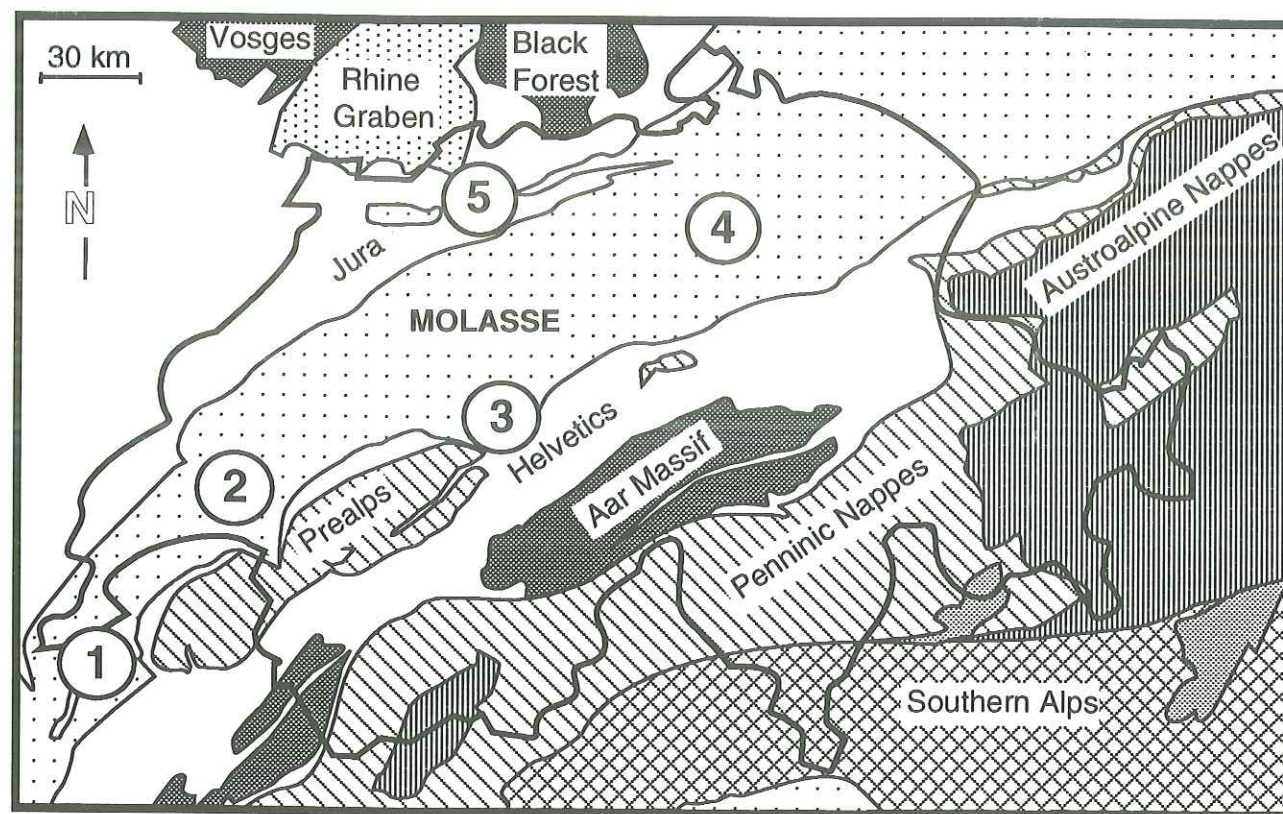 Vosges
Black
Forest
30 km
Rhine
Graben
N
5
4
Jura
Austroalpine Nappes
MOLASSE
3
Helvetics
2
Prealps
Aar Massif
Penninic Nappes
1
Southern Alps